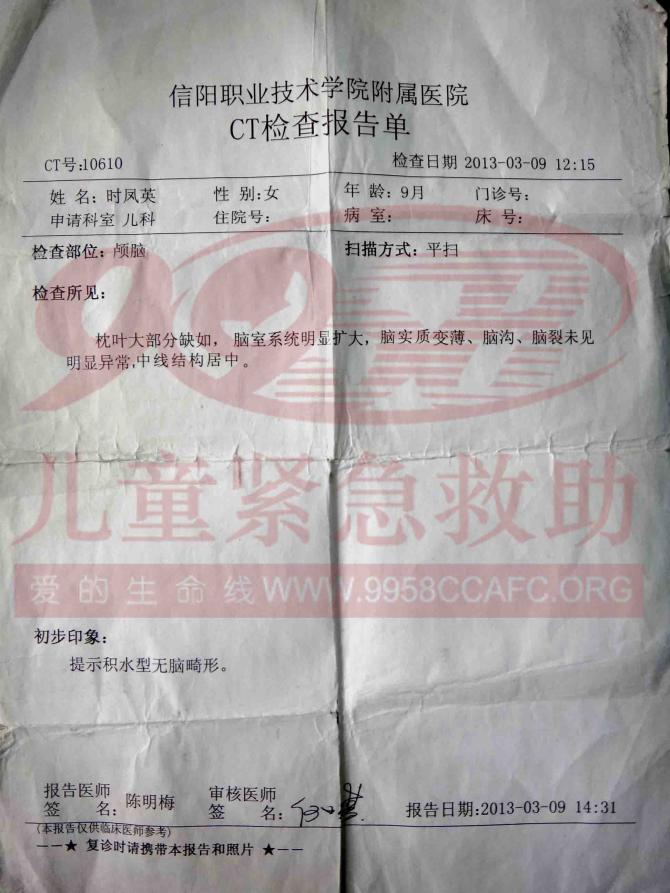 信阳职业技术学院附属医院
CT检查报告单
CT号:10610 检查日期 2013-03-09 12:15
姓 名: 时凤英 性 别:女 年 龄: 9月 门诊号:
申请科室 儿科 住院号: 病 室: 床 号:
检查部位: 颅脑 扫描方式: 平扫
检查所见:
枕叶大部分缺如, 脑室系统明显扩大, 脑实质变薄、脑沟、脑裂未见
明显异常,中线结构居中。
9958
儿童紧急救助
爱的生命线 WWW.9958CCAFC.ORG
初步印象:
提示积水型无脑畸形。
报告医师 审核医师
签 名: 陈明梅 签 名: 报告日期:2013-03-09 14:31
(本报告仅供临床医师参考)
--★ 复诊时请携带本报告和照片 ★--